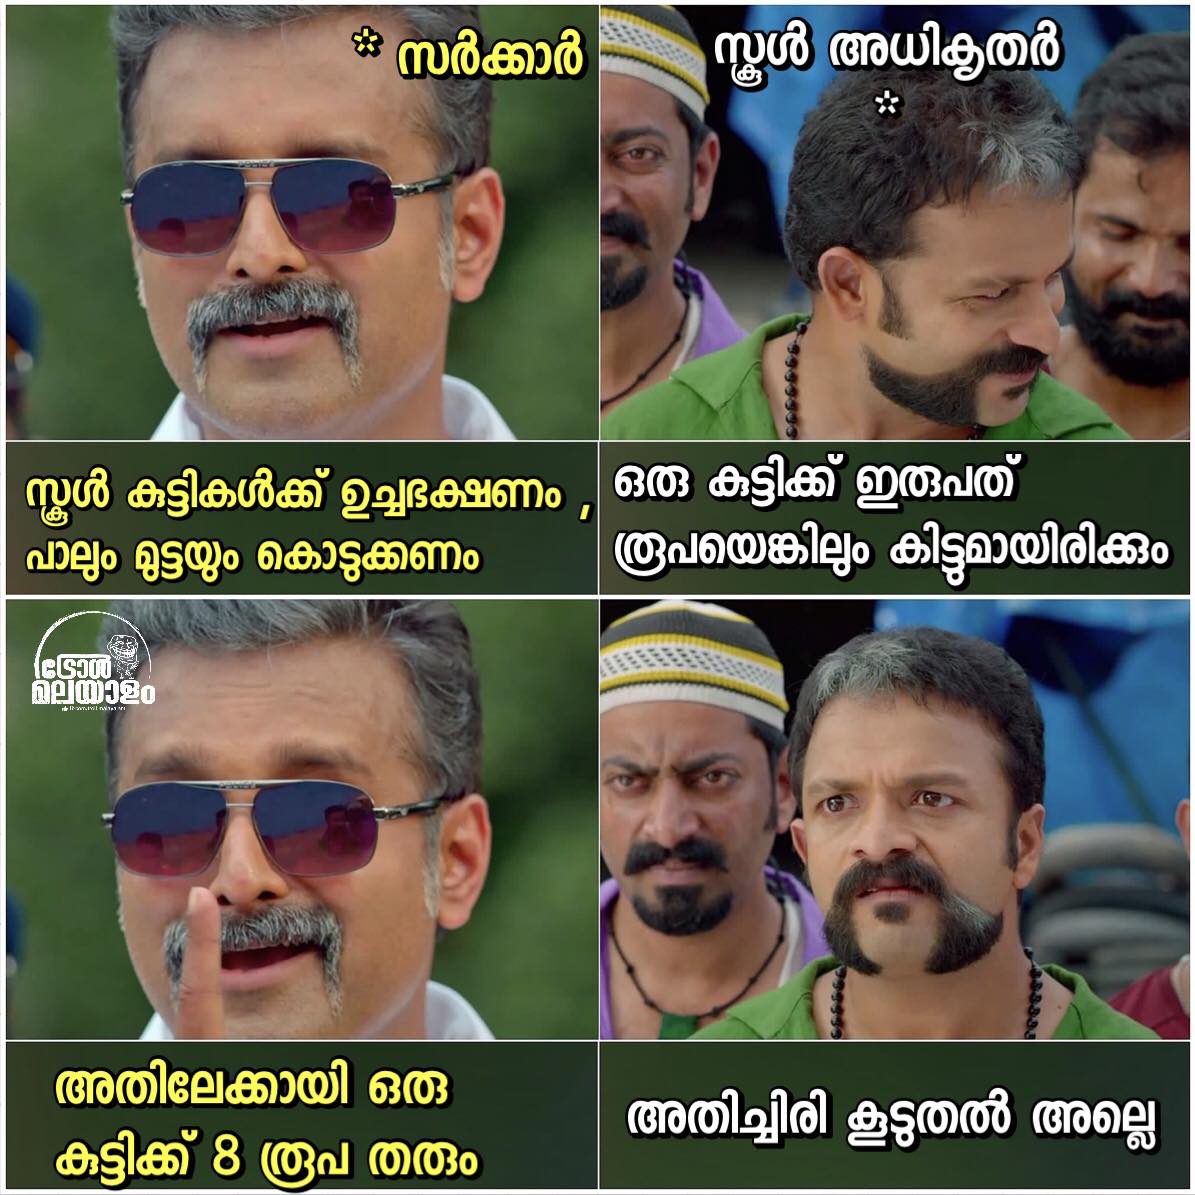 * സർക്കാർ
സ്കൂൾ അധികൃതർ
*
സ്കൂൾ കുട്ടികൾക്ക് ഉച്ചഭക്ഷണം ,
പാലും മുട്ടയും കൊടുക്കണം
ഒരു കുട്ടിക്ക് ഇരുപത്
രൂപയെങ്കിലും കിട്ടുമായിരിക്കും
ട്രോൾ
മലയാളം
അതിലേക്കായി ഒരു
കുട്ടിക്ക് 8 രൂപ തരും
അതിച്ചിരി കൂടുതൽ അല്ലെ